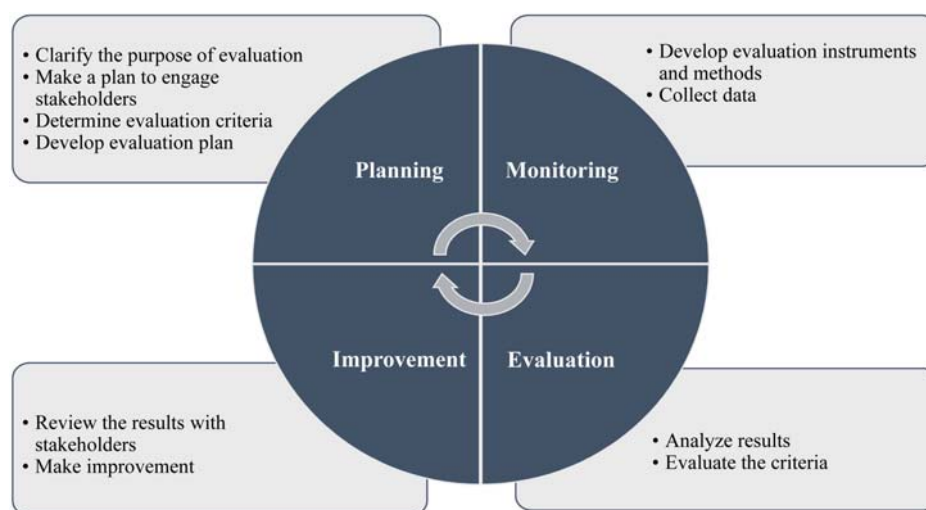 • Clarify the purpose of evaluation
• Make a plan to engage
stakeholders
• Determine evaluation criteria
• Develop evaluation plan
• Develop evaluation instruments
and methods
• Collect data
Planning
Monitoring
Improvement
Evaluation
• Review the results with
stakeholders
• Make improvement
• Analyze results
• Evaluate the criteria